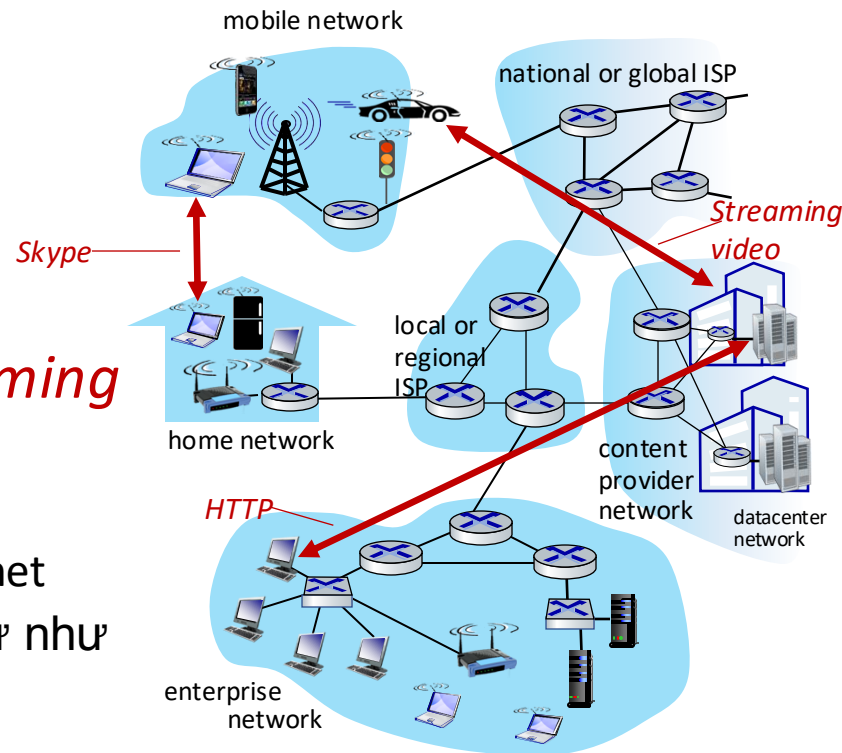 mobile network
national or global ISP
Streaming
video
Skype
local or
regional
ISP
ming
home network
content
provider
network
datacenter
network
HTTP
net
ư như
enterprise
network